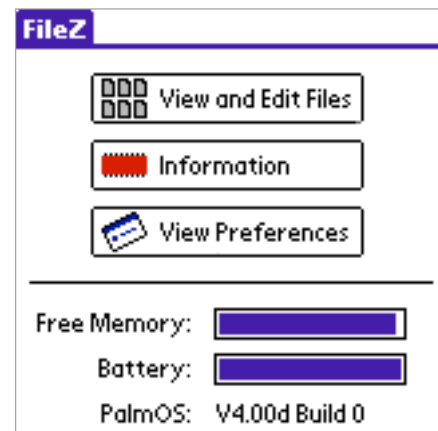 FileZ
View and Edit Files
Information
View Preferences
Free Memory:
Battery:
PalmOS: V4.00d Build 0